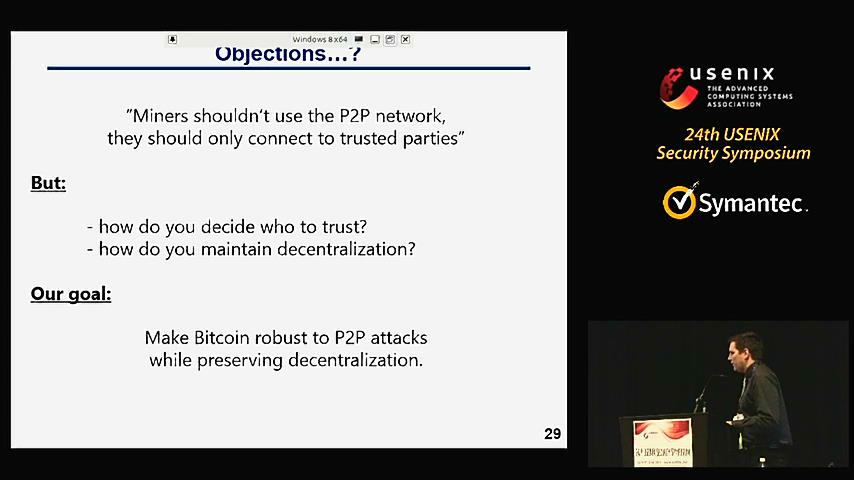 Windows 8 x64
Objections...?
"Miners shouldn't use the P2P network,
they should only connect to trusted parties"
But:
- how do you decide who to trust?
- how do you maintain decentralization?
Our goal:
Make Bitcoin robust to P2P attacks
while preserving decentralization.
29
usenix
THE ADVANCED
COMPUTING SYSTEMS
ASSOCIATION
24th USENIX
Security Symposium
Symantec.